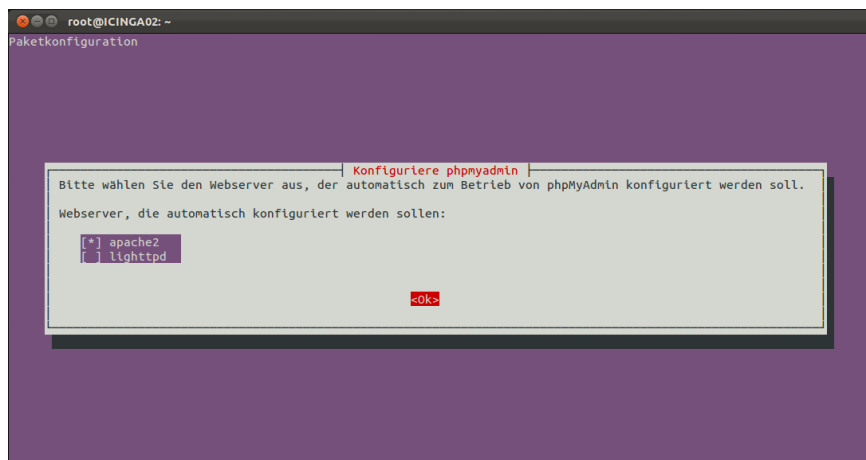 root@ICINGA02: ~
Paketkonfiguration
Konfiguriere phpmyadmin
Bitte wählen Sie den Webserver aus, der automatisch zum Betrieb von phpMyAdmin konfiguriert werden soll.
Webserver, die automatisch konfiguriert werden sollen:
[*] apache2
[ ] lighttpd
<Ok>